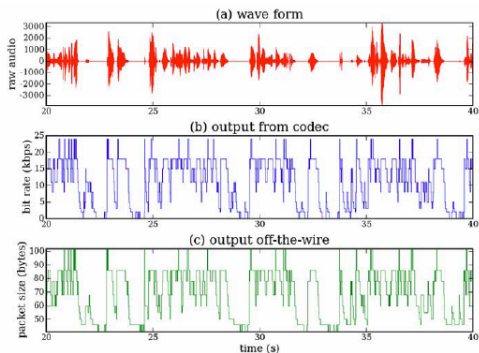 (a) wave form
raw audio
3000
2000
1000
0
-1000
-2000
-3000
20 25 30 35 40
(b) output from codec
bit rate (kbps)
25
20
15
10
5
0
20 25 30 35 40
(c) output off-the-wire
packet size (bytes)
100
90
80
70
60
50
20 25 30 35 40
time (s)